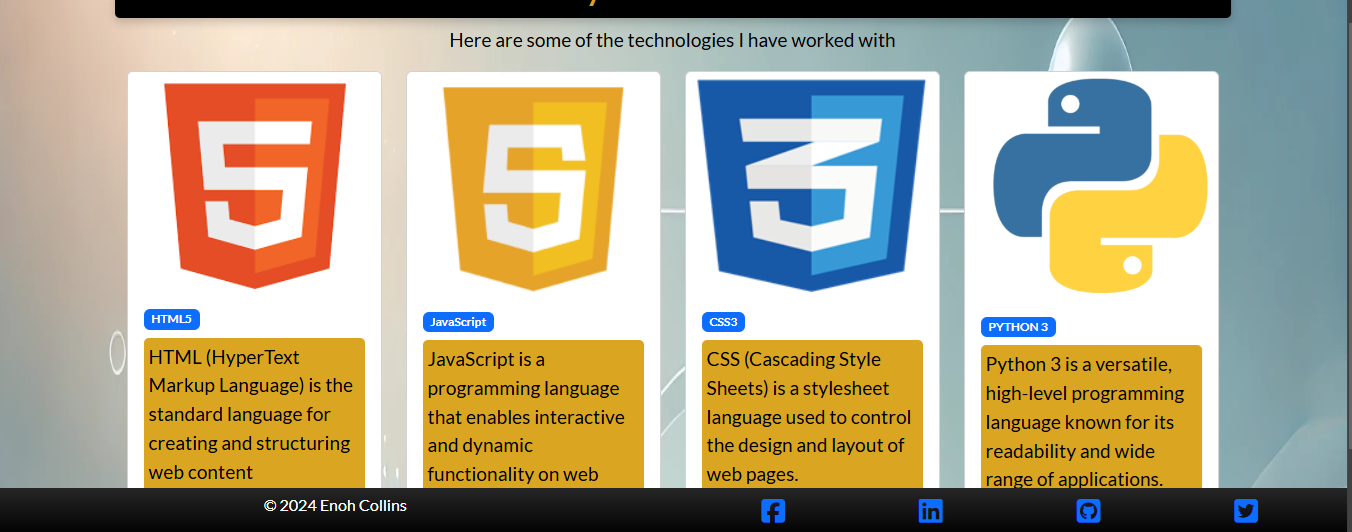 Here are some of the technologies I have worked with
HTML5
HTML (HyperText
Markup Language) is the
standard language for
creating and structuring
web content
JavaScript
JavaScript is a
programming language
that enables interactive
and dynamic
functionality on web
CSS3
CSS (Cascading Style
Sheets) is a stylesheet
language used to control
the design and layout of
web pages.
PYTHON 3
Python 3 is a versatile,
high-level programming
language known for its
readability and wide
range of applications.
© 2024 Enoh Collins